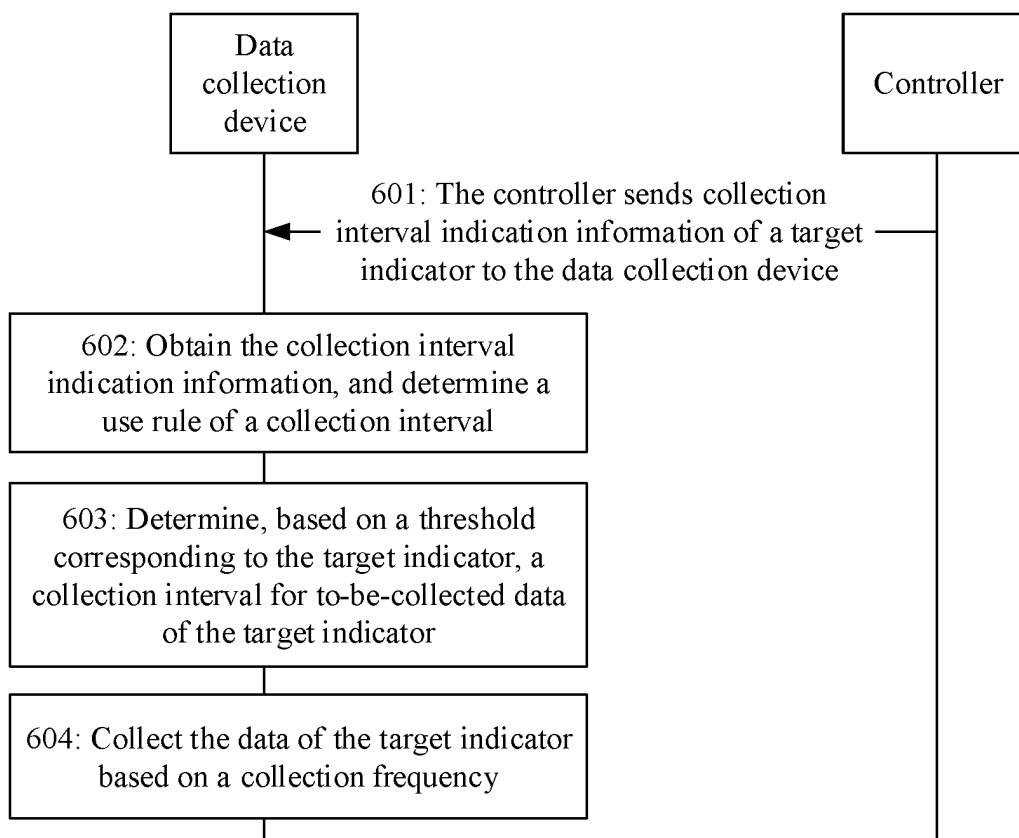 Data
collection
device
Controller
601: The controller sends collection
interval indication information of a target
indicator to the data collection device
602: Obtain the collection interval
indication information, and determine a
use rule of a collection interval
603: Determine, based on a threshold
corresponding to the target indicator, a
collection interval for to-be-collected data
of the target indicator
604: Collect the data of the target indicator
based on a collection frequency